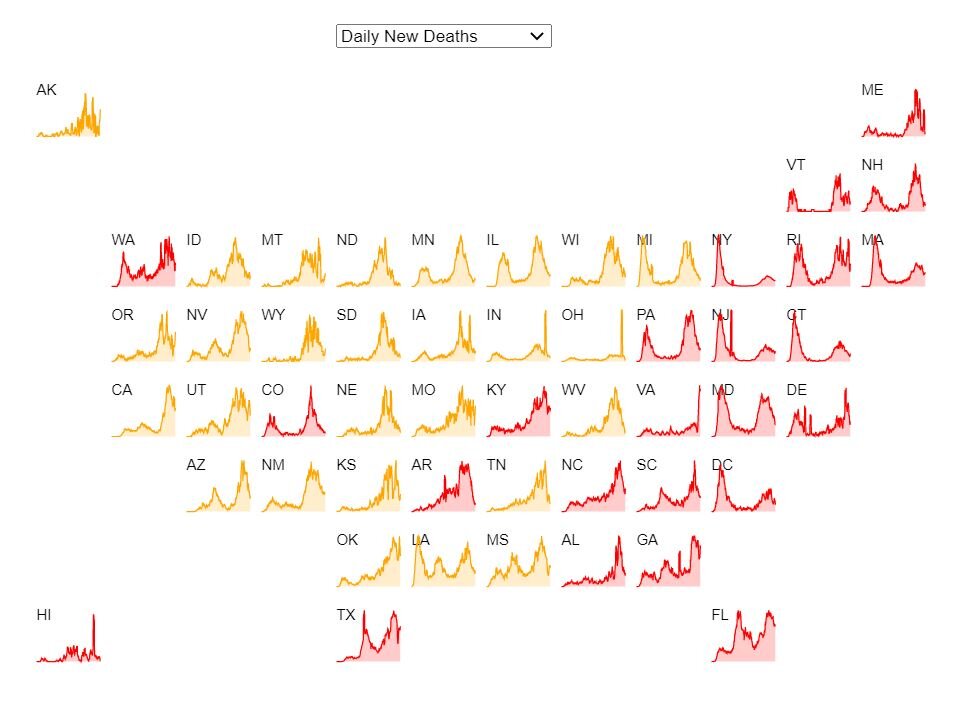 Daily New Deaths
AK ME
VT NH
WA ID MT ND MN IL WI MI NY RI MA
OR NV WY SD IA IN OH PA NJ CT
CA UT CO NE MO KY WV VA MD DE
AZ NM KS AR TN NC SC DC
OK LA MS AL GA
HI TX FL